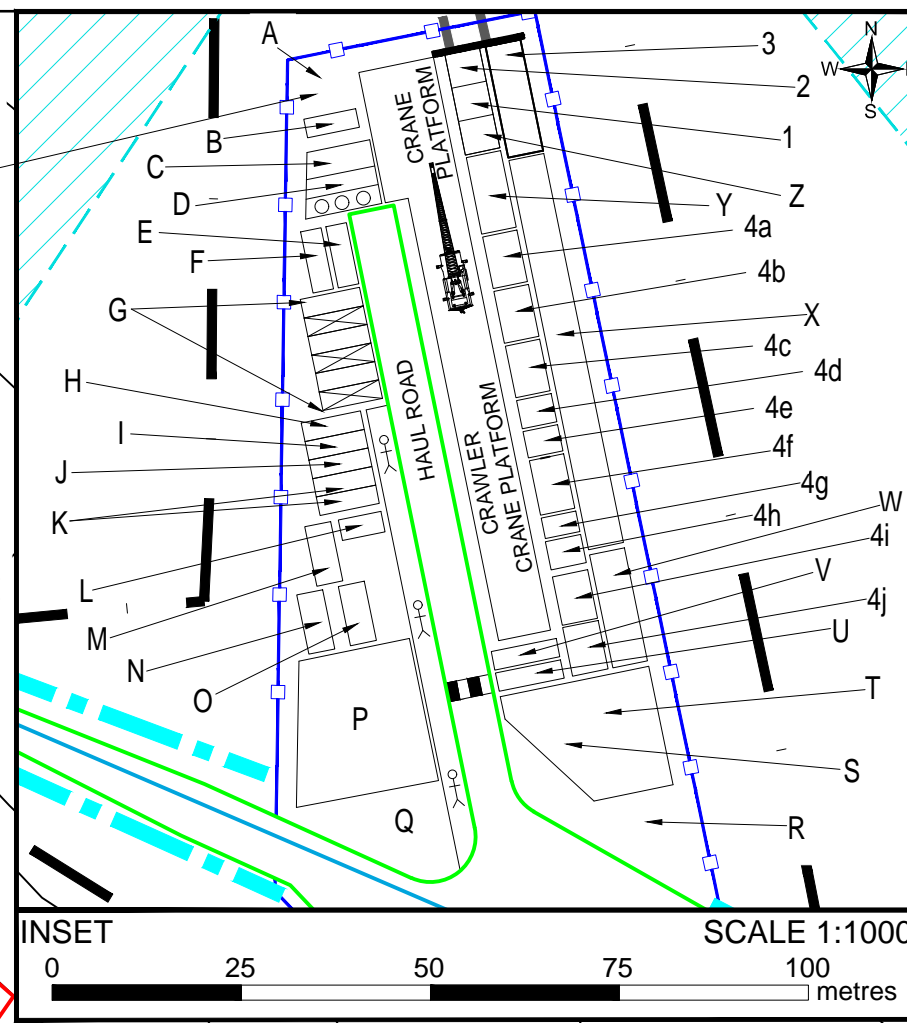 A
3
N
W
S
2
B
CRANE
PLATFORM
1
C
Z
D
Y
E
4a
F
4b
G
X
4c
H
HAUL ROAD
4d
I
4e
J
CRAWLER
CRANE PLATFORM
4f
K
4g
W
4h
4i
L
V
M
4j
N
U
O
T
P
S
Q
R
INSET
SCALE 1:1000
0
25
50
75
100
metres